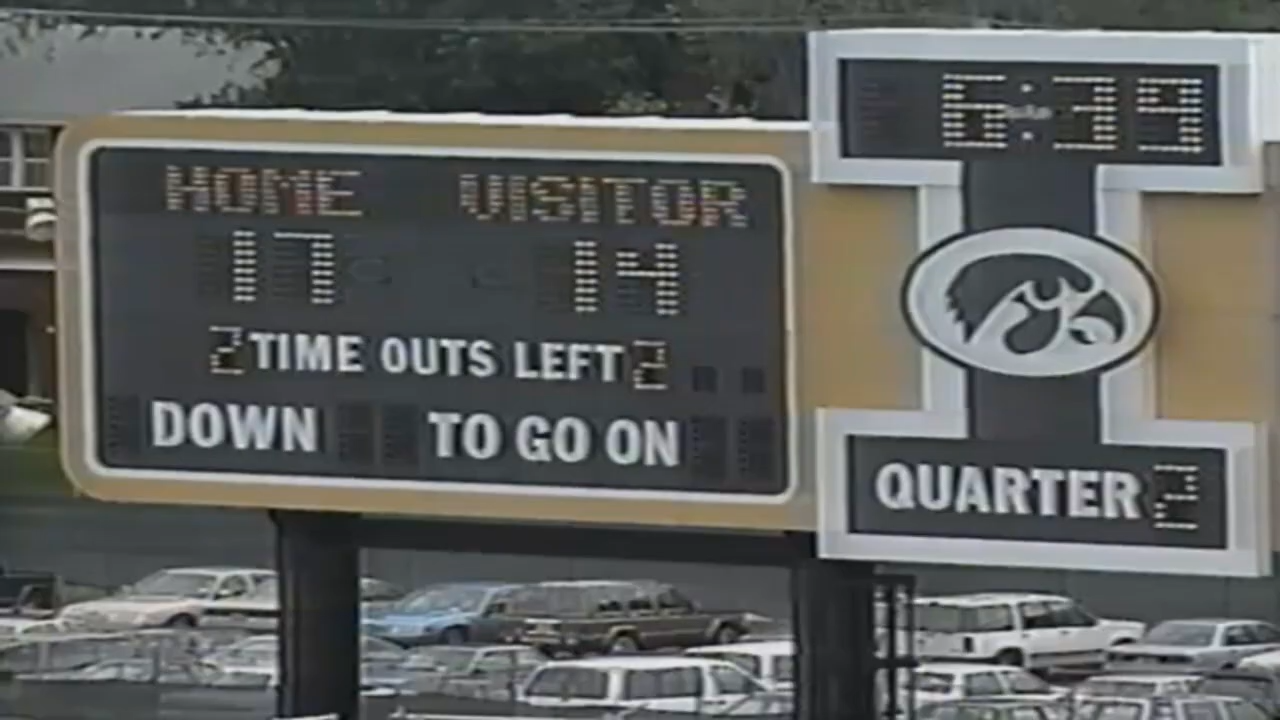 6:39
HOME VISITOR
17 14
2 TIME OUTS LEFT 2
DOWN TO GO ON
QUARTER 2